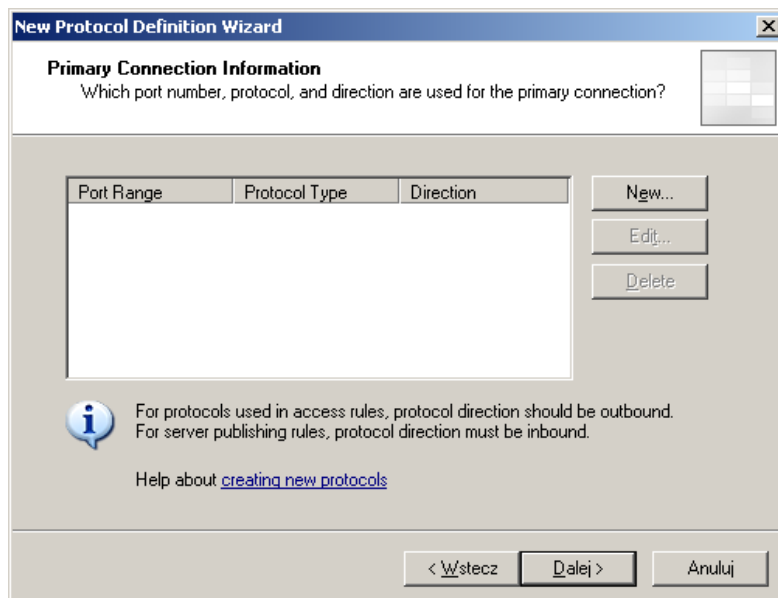 New Protocol Definition Wizard
Primary Connection Information
Which port number, protocol, and direction are used for the primary connection?
Port Range Protocol Type Direction
New...
Edit...
Delete
For protocols used in access rules, protocol direction should be outbound.
For server publishing rules, protocol direction must be inbound.
Help about creating new protocols
< Wstecz Dalej > Anuluj